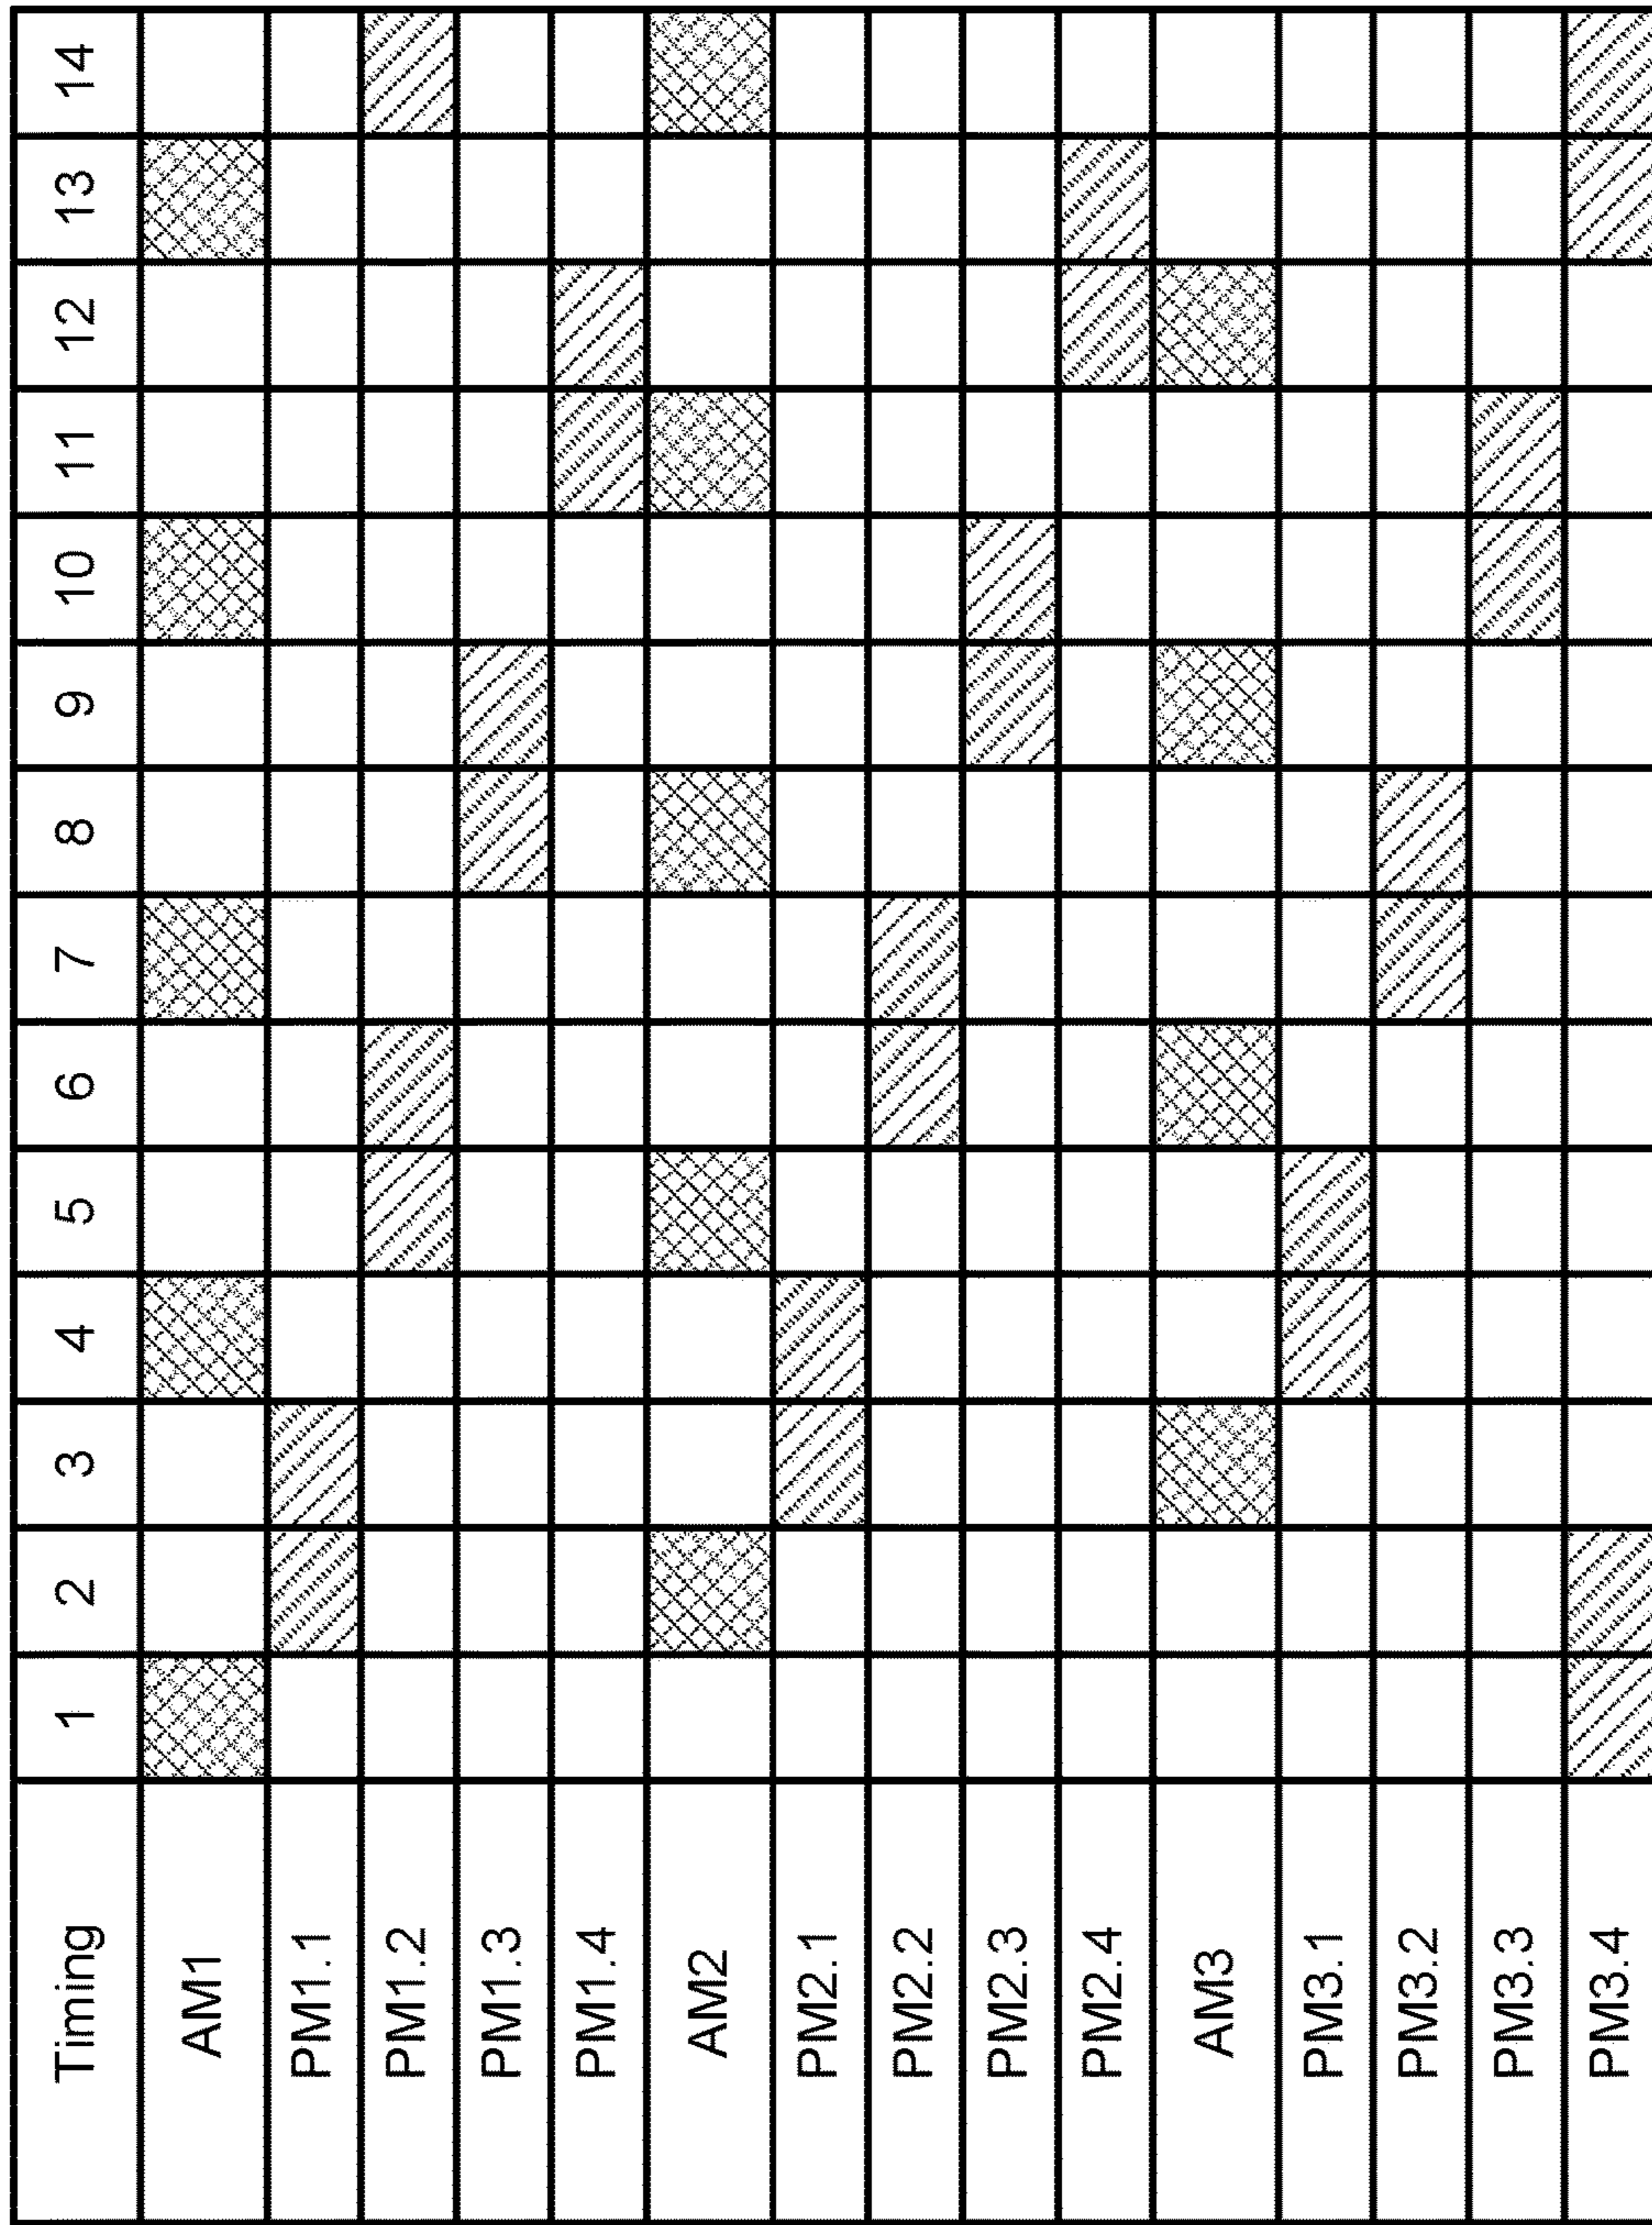 Timing 1 2 3 4 5 6 7 8 9 10 11 12 13 14
AM1
PM1.1
PM1.2
PM1.3
PM1.4
AM2
PM2.1
PM2.2
PM2.3
PM2.4
AM3
PM3.1
PM3.2
PM3.3
PM3.4